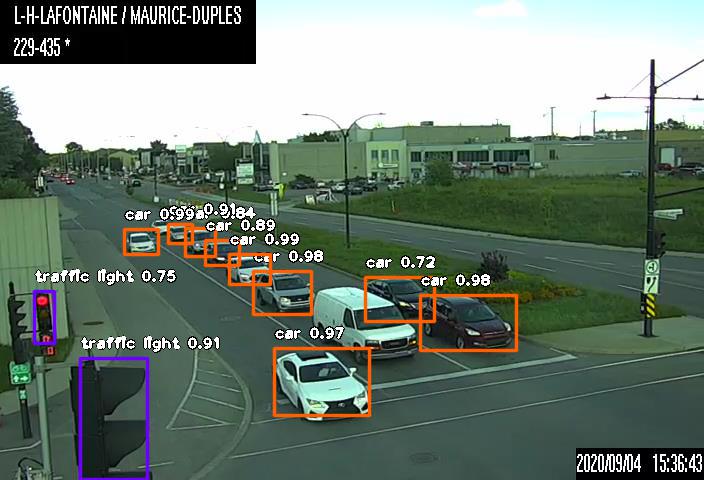 L-H-LAFONTAINE / MAURICE-DUPLES
229-435 *
car 0.99
0.91
0.84
car 0.89
car 0.99
car 0.98
car 0.72
car 0.98
traffic light 0.75
car 0.97
traffic light 0.91
2020/09/04 15:36:43